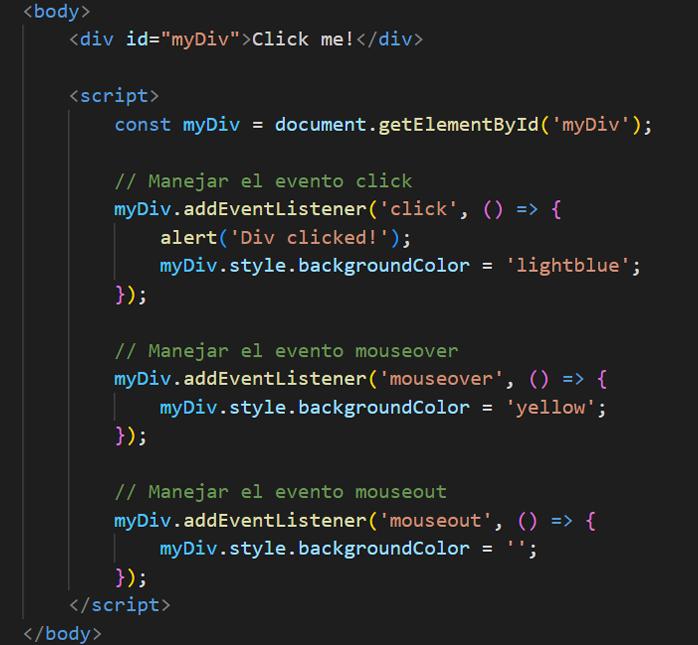 <body>
<div id="myDiv">Click me!</div>
<script>
const myDiv = document.getElementById('myDiv');
// Manejar el evento click
myDiv.addEventListener('click', () => {
alert('Div clicked!');
myDiv.style.backgroundColor = 'lightblue';
});
// Manejar el evento mouseover
myDiv.addEventListener('mouseover', () => {
myDiv.style.backgroundColor = 'yellow';
});
// Manejar el evento mouseout
myDiv.addEventListener('mouseout', () => {
myDiv.style.backgroundColor = '';
});
</script>
</body>